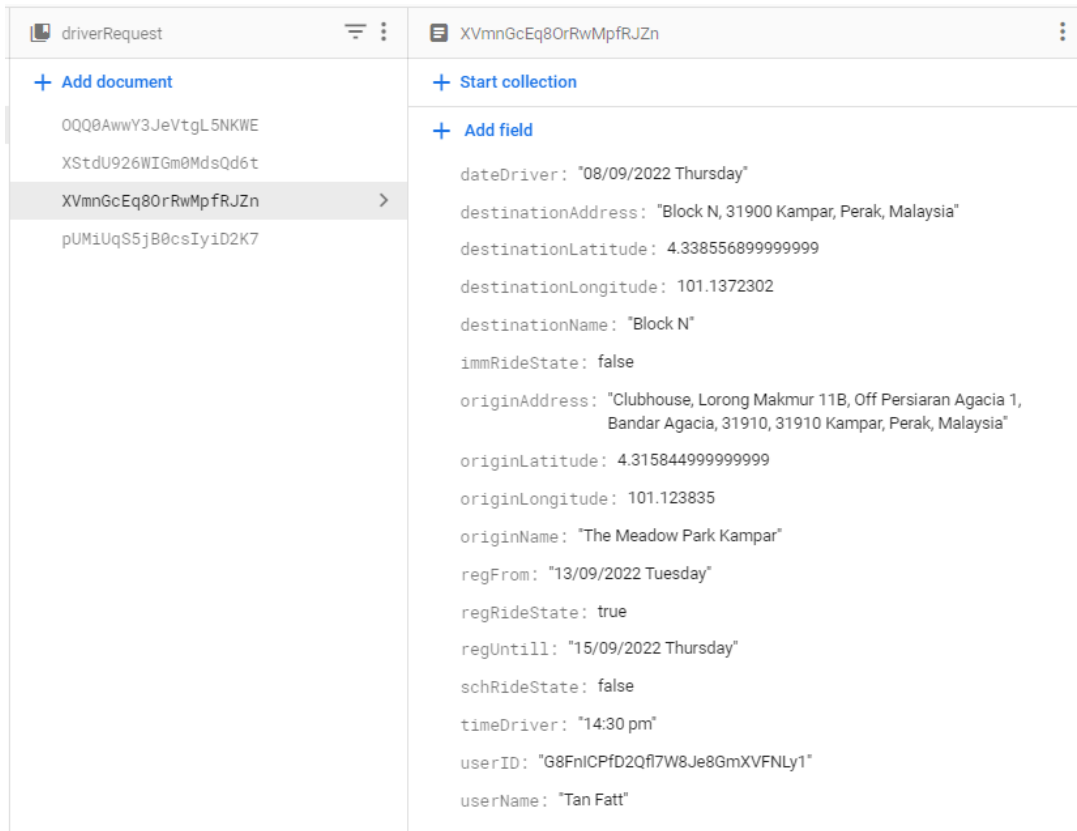 driverRequest
+ Add document
OQQ0AwwY3JeVtgL5NKWE
XStdU926WIGm0MdsQd6t
XVmnGcEq8OrRwMpfRJZn
pUMiUqS5jB0csIyiD2K7
XVmnGcEq8OrRwMpfRJZn
+ Start collection
+ Add field
dateDriver: "08/09/2022 Thursday"
destinationAddress: "Block N, 31900 Kampar, Perak, Malaysia"
destinationLatitude: 4.338556899999999
destinationLongitude: 101.1372302
destinationName: "Block N"
immRideState: false
originAddress: "Clubhouse, Lorong Makmur 11B, Off Persiaran Agacia 1,
Bandar Agacia, 31910, 31910 Kampar, Perak, Malaysia"
originLatitude: 4.315844999999999
originLongitude: 101.123835
originName: "The Meadow Park Kampar"
regFrom: "13/09/2022 Tuesday"
regRideState: true
regUntill: "15/09/2022 Thursday"
schRideState: false
timeDriver: "14:30 pm"
userID: "G8FnICPfD2Qfl7W8Je8GmXVFNLy1"
userName: "Tan Fatt"